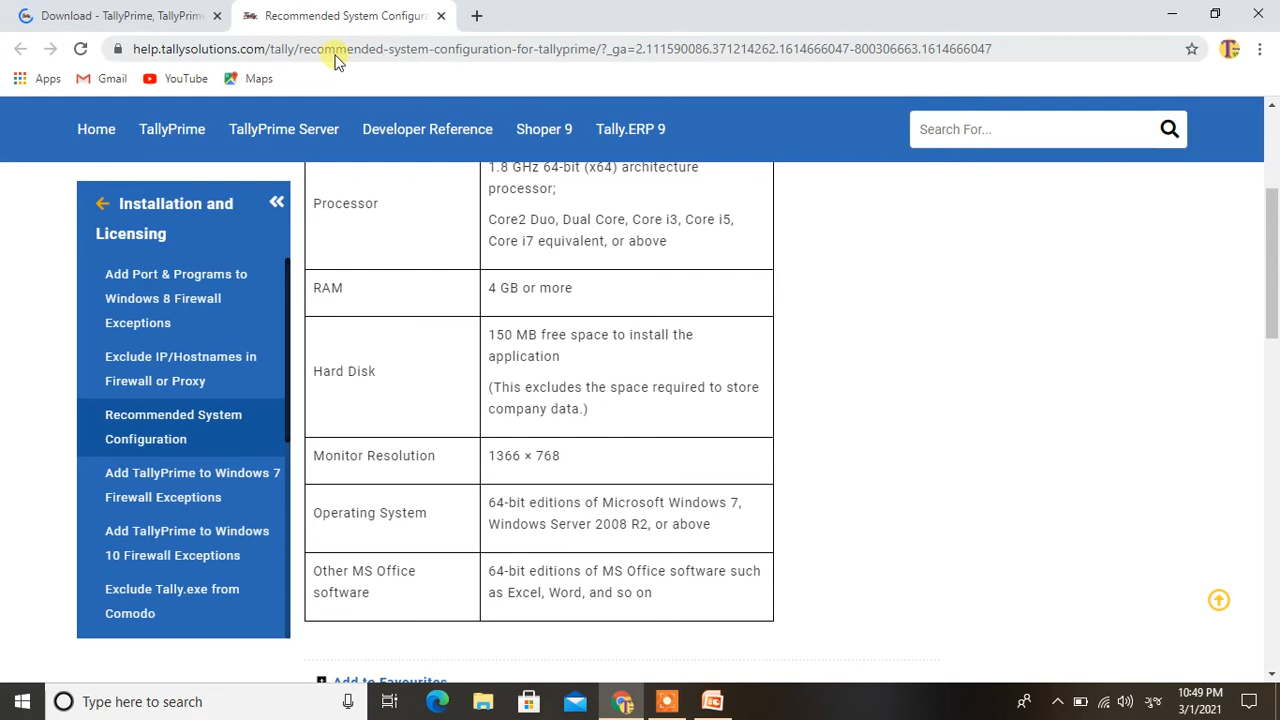 Download - TallyPrime, TallyPrim
Recommended System Configura
help.tallysolutions.com/tally/recommended-system-configuration-for-tallyprime/?_ga=2.111590086.371214262.1614666047-800306663.1614666047
Apps
Gmail
YouTube
Maps
Home
TallyPrime
TallyPrime Server
Developer Reference
Shoper 9
Tally.ERP 9
Search For...
Installation and
Licensing
Add Port & Programs to
Windows 8 Firewall
Exceptions
Exclude IP/Hostnames in
Firewall or Proxy
Recommended System
Configuration
Add TallyPrime to Windows 7
Firewall Exceptions
Add TallyPrime to Windows
10 Firewall Exceptions
Exclude Tally.exe from
Comodo
Processor
1.8 GHz 64-bit (x64) architecture
processor;
Core2 Duo, Dual Core, Core i3, Core i5,
Core i7 equivalent, or above
RAM
4 GB or more
Hard Disk
150 MB free space to install the
application
(This excludes the space required to store
company data.)
Monitor Resolution
1366 × 768
Operating System
64-bit editions of Microsoft Windows 7,
Windows Server 2008 R2, or above
Other MS Office
software
64-bit editions of MS Office software such
as Excel, Word, and so on
Add to Favourites
Type here to search
10:49 PM
3/1/2021